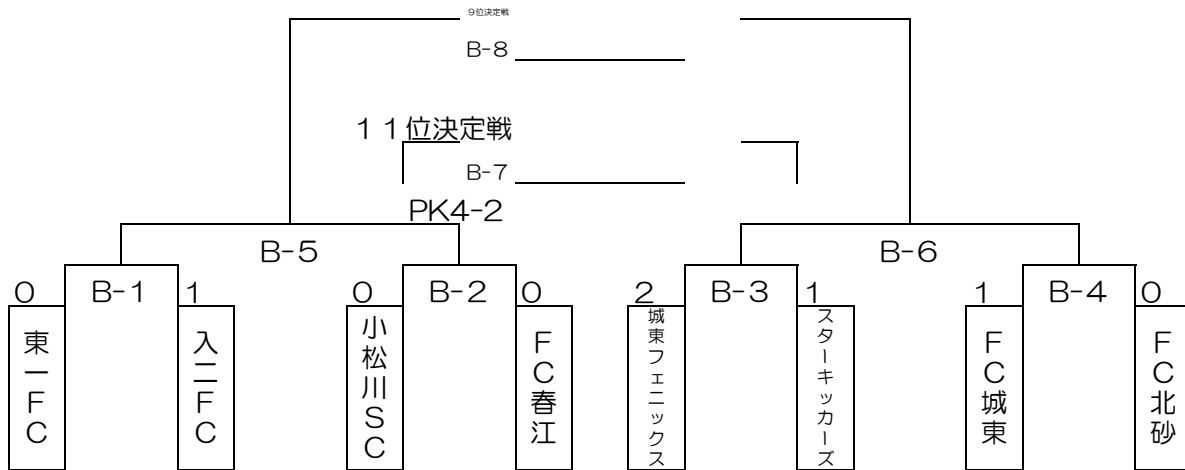 ９位決定戦
B-8
１１位決定戦
B-7
PK4-2
B-5
B-6
0
B-1
1
0
B-2
0
2
B-3
1
1
B-4
0
東一ＦＣ
入二ＦＣ
小松川ＳＣ
ＦＣ春江
城東フェニックス
スターキッカーズ
ＦＣ城東
ＦＣ北砂